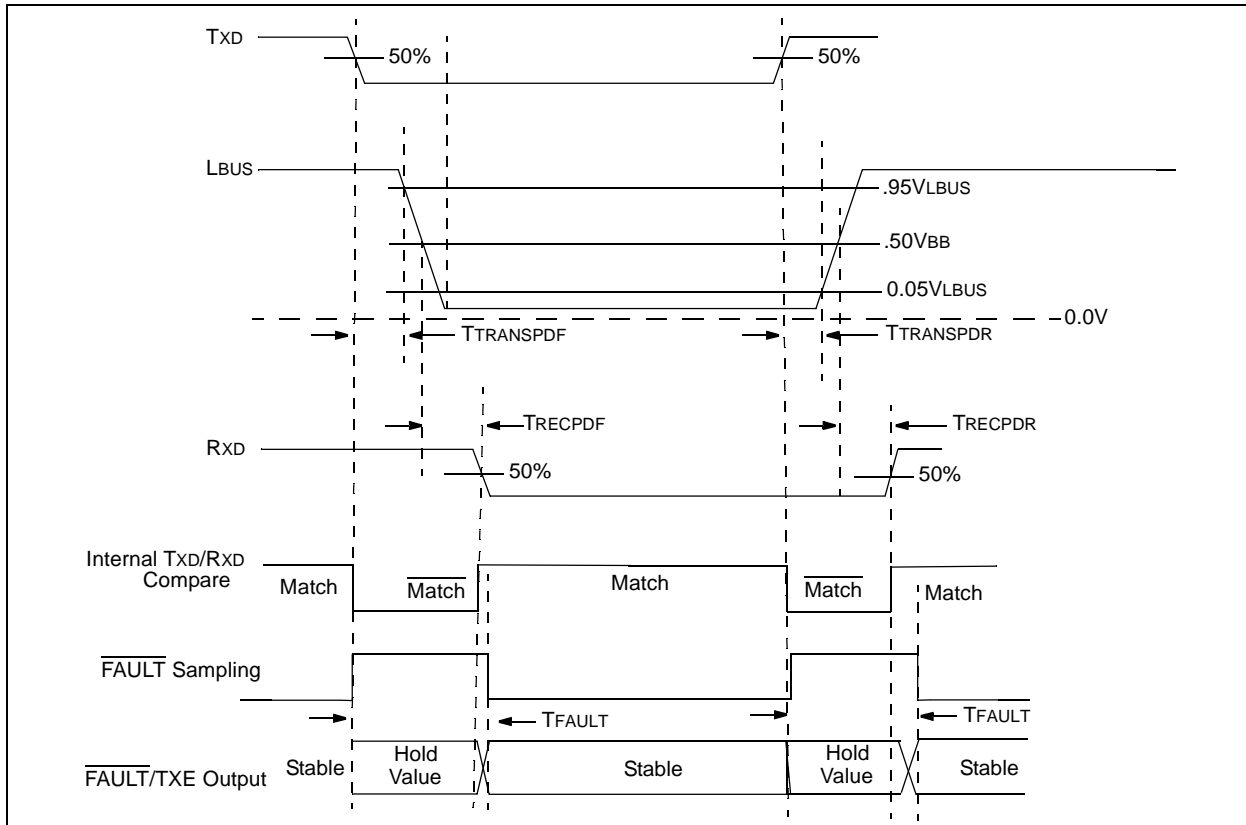 TXD
50%
50%
LBUS
.95VLBUS
.50VBB
0.05VLBUS
0.0V
TTRANSPDF
TTRANSPDR
TRECPDF
TRECPDR
RXD
50%
50%
Internal TXD/RXD
Compare
Match
Match
Match
Match
Match
FAULT Sampling
TFAULT
TFAULT
FAULT/TXE Output
Stable
Hold
Value
Stable
Hold
Value
Stable